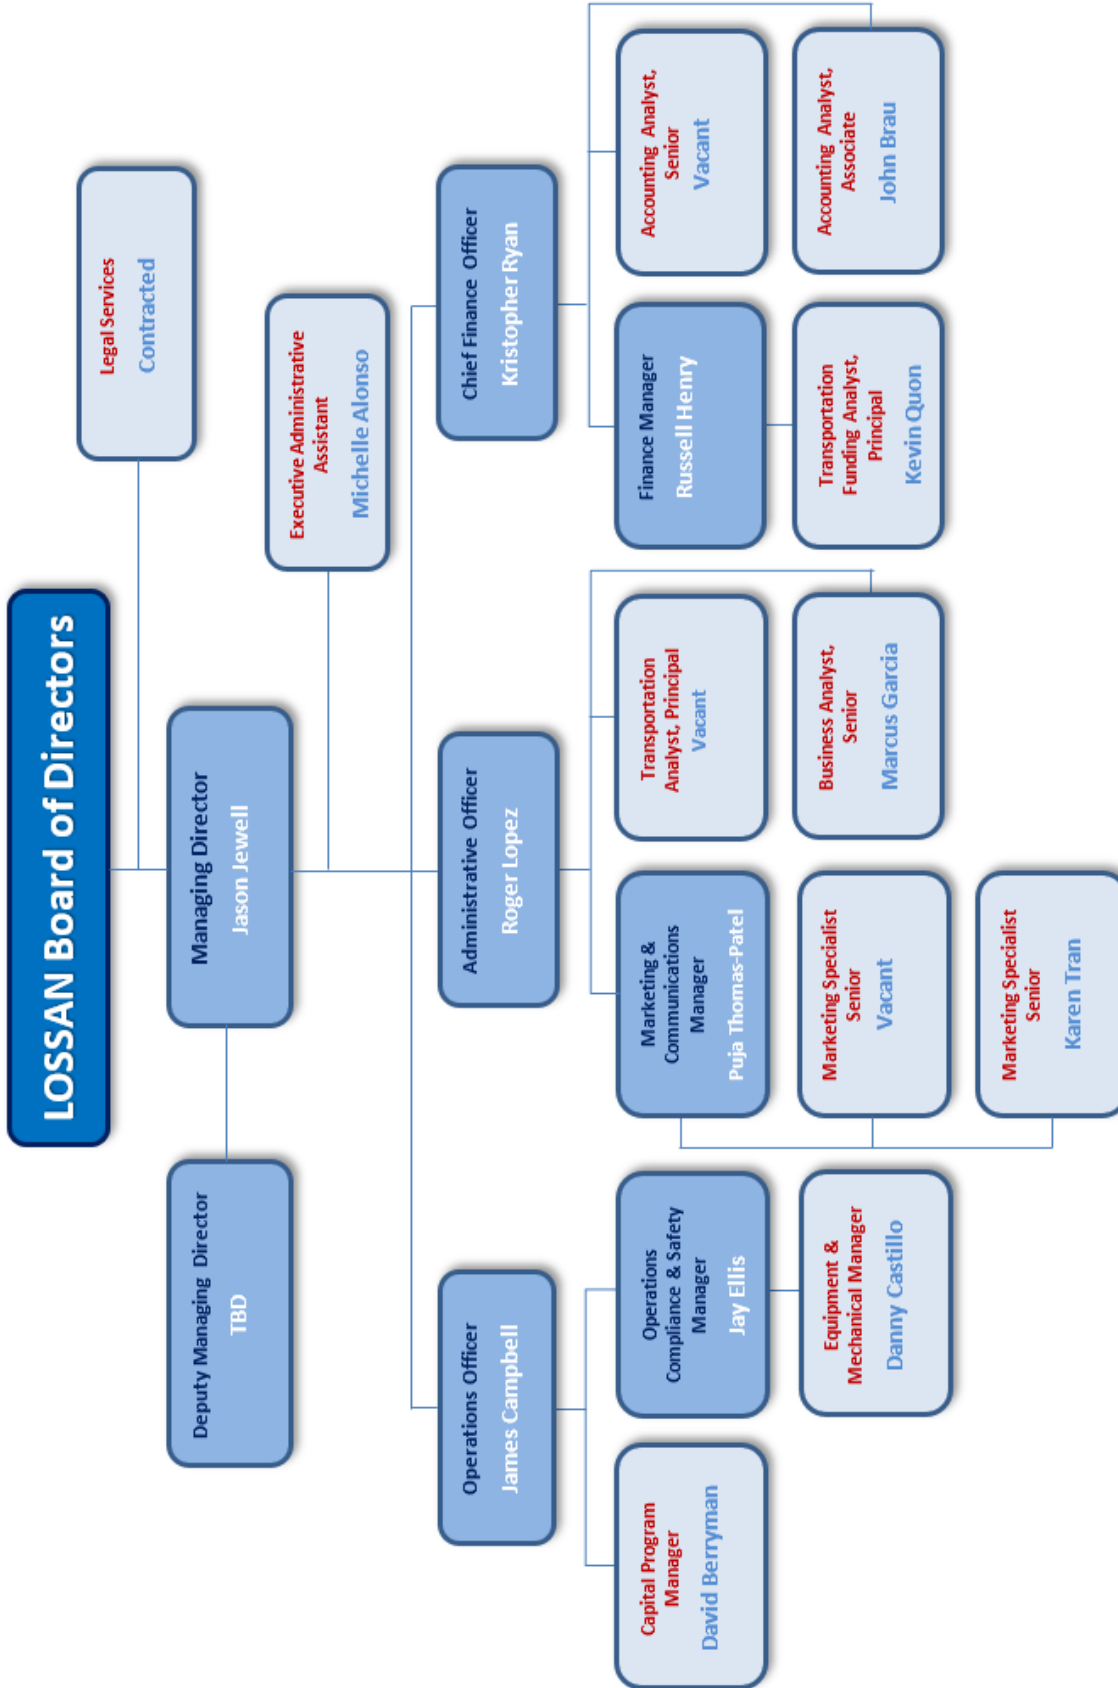 LOSSAN Board of Directors
Legal Services
Contracted
Deputy Managing Director
TBD
Managing Director
Jason Jewell
Executive Administrative
Assistant
Michelle Alonso
Operations Officer
James Campbell
Administrative Officer
Roger Lopez
Chief Finance Officer
Kristopher Ryan
Capital Program
Manager
David Berryman
Operations
Compliance & Safety
Manager
Jay Ellis
Marketing &
Communications
Manager
Puja Thomas-Patel
Transportation
Analyst, Principal
Vacant
Finance Manager
Russell Henry
Accounting Analyst,
Senior
Vacant
Equipment &
Mechanical Manager
Danny Castillo
Marketing Specialist
Senior
Vacant
Business Analyst,
Senior
Marcus Garcia
Transportation
Funding Analyst,
Principal
Kevin Quon
Accounting Analyst,
Associate
John Brau
Marketing Specialist
Senior
Karen Tran